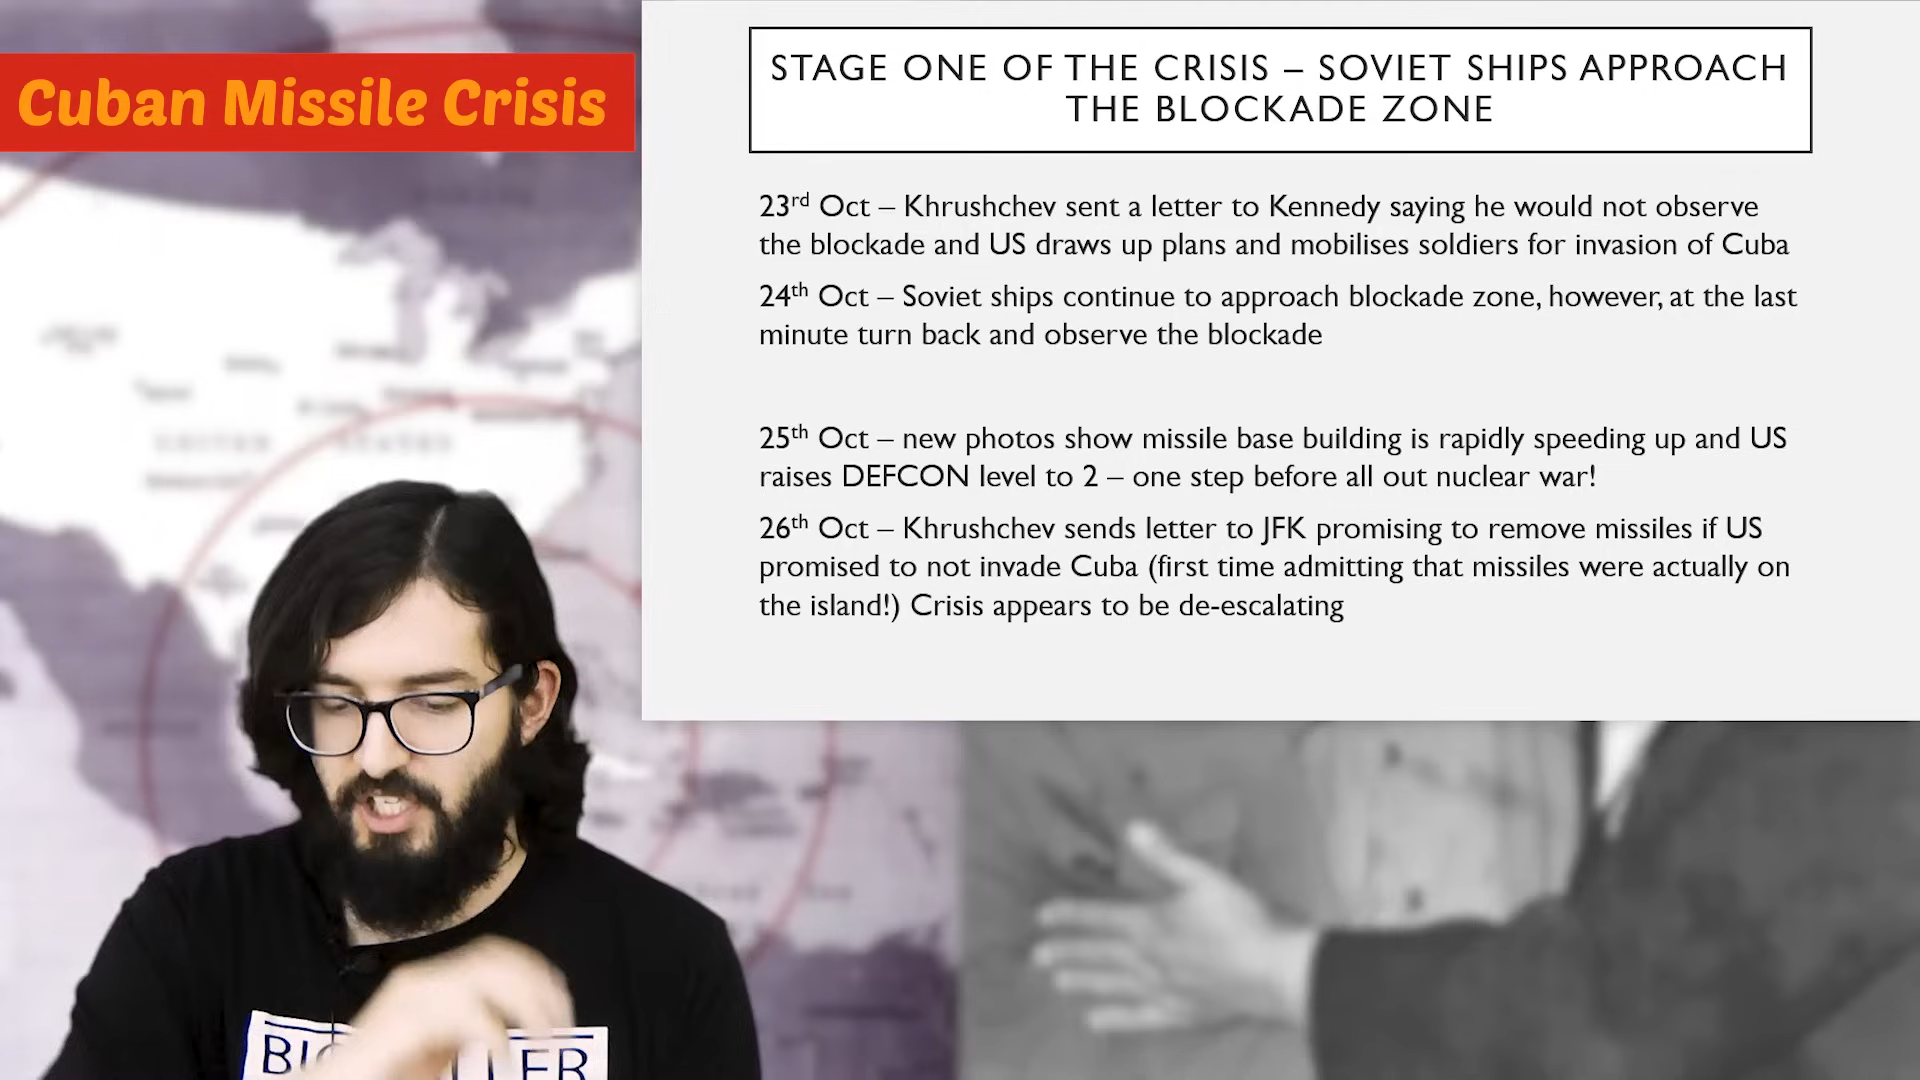 Cuban Missile Crisis
STAGE ONE OF THE CRISIS – SOVIET SHIPS APPROACH
THE BLOCKADE ZONE
23rd Oct – Khrushchev sent a letter to Kennedy saying he would not observe
the blockade and US draws up plans and mobilises soldiers for invasion of Cuba
24th Oct – Soviet ships continue to approach blockade zone, however, at the last
minute turn back and observe the blockade
25th Oct – new photos show missile base building is rapidly speeding up and US
raises DEFCON level to 2 – one step before all out nuclear war!
26th Oct – Khrushchev sends letter to JFK promising to remove missiles if US
promised to not invade Cuba (first time admitting that missiles were actually on
the island!) Crisis appears to be de-escalating